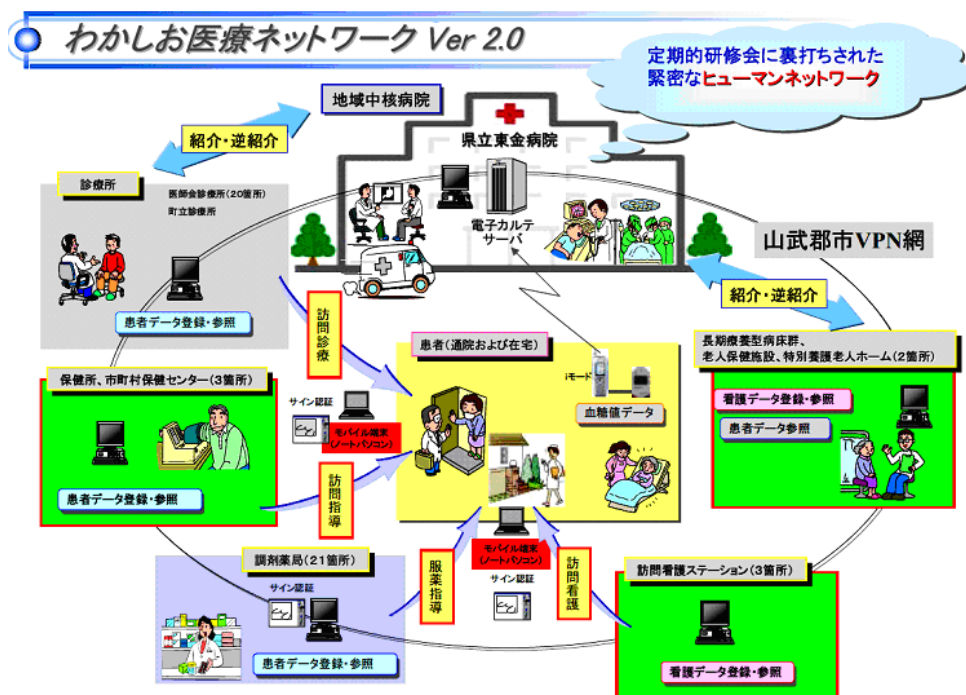 わかしお医療ネットワーク Ver 2.0
定期的研修会に裏打ちされた
緊密なヒューマンネットワーク
地域中核病院
紹介・逆紹介
県立東金病院
診療所
医師会診療所(20箇所)
町立診療所
電子カルテ
サーバ
山武郡市VPN網
患者データ登録・参照
訪問診療
紹介・逆紹介
患者(通院および在宅)
長期療養型病床群、
老人保健施設、特別養護老人ホーム(2箇所)
iモード
血糖値データ
保健所、市町村保健センター(3箇所)
サイン認証
モバイル端末
(ノートパソコン)
看護データ登録・参照
患者データ参照
患者データ登録・参照
訪問指導
調剤薬局(21箇所)
サイン認証
患者データ登録・参照
服薬指導
モバイル端末
(ノートパソコン)
サイン認証
訪問看護
訪問看護ステーション(3箇所)
看護データ登録・参照